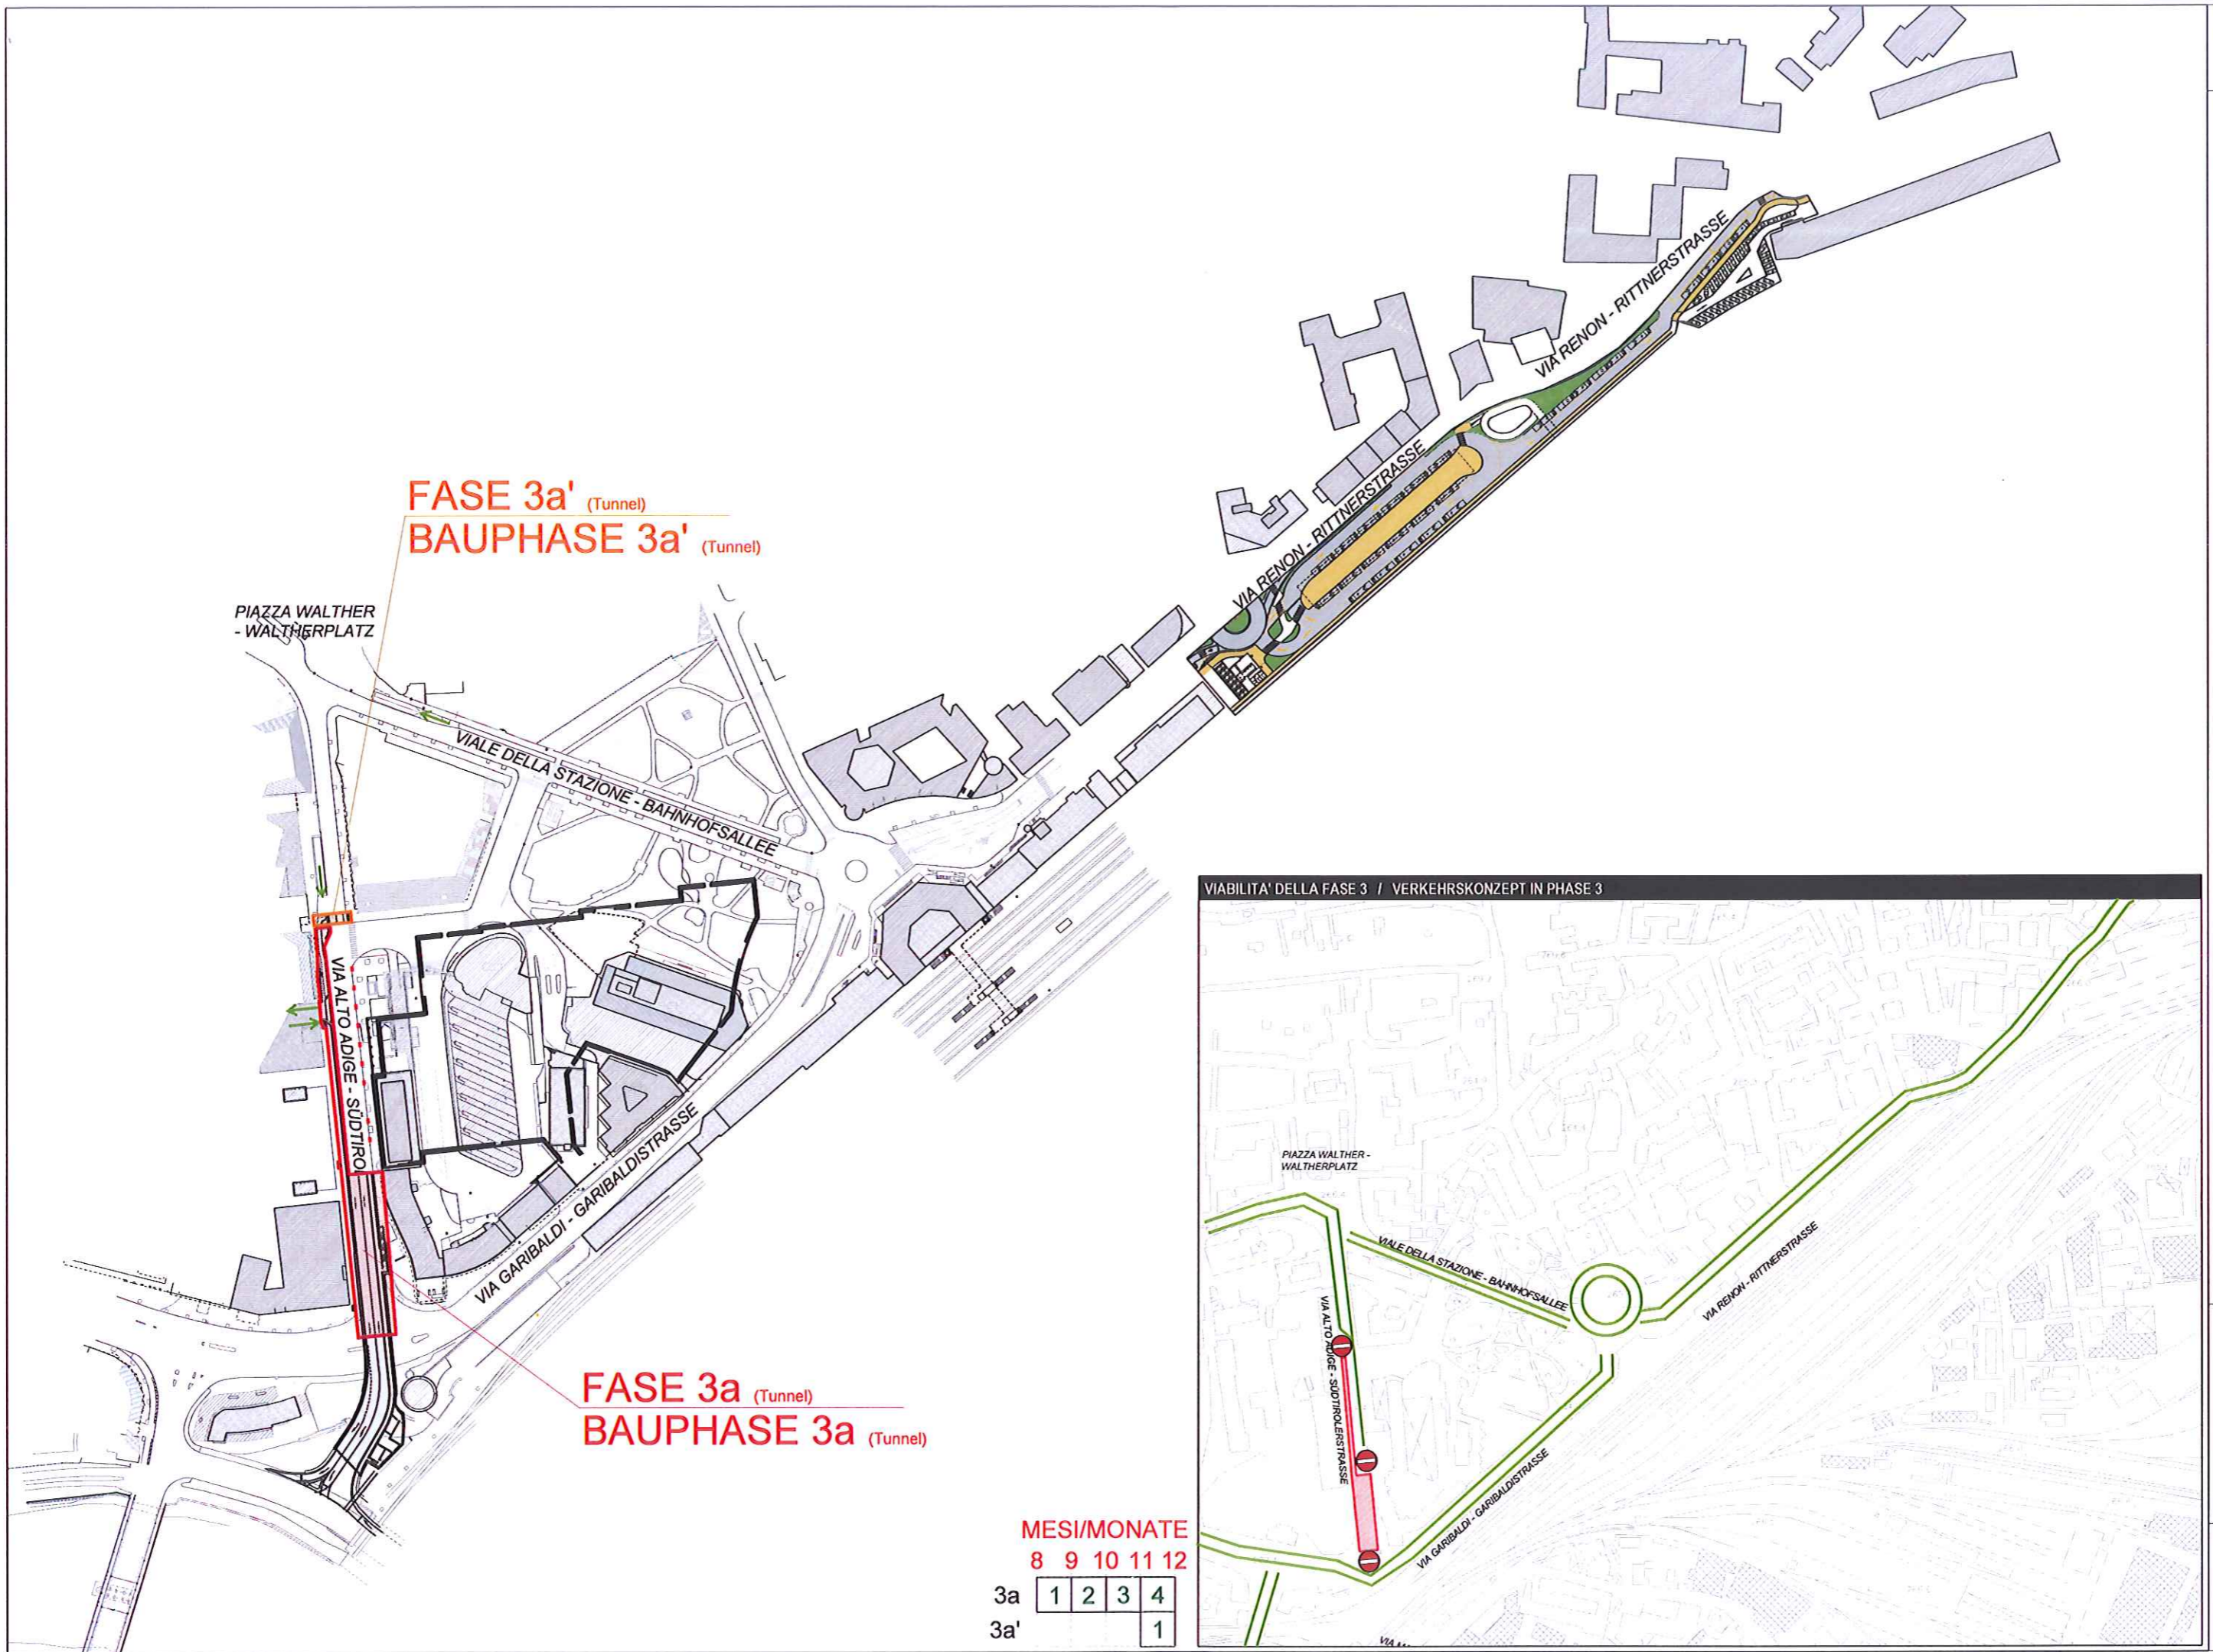 FASE 3a' (Tunnel)
BAUPHASE 3a' (Tunnel)
PIAZZA WALTHER
- WALTHERPLATZ
VIALE DELLA STAZIONE - BAHNHOFSALLEE
VIA RENON - RITTNERSTRASSE
VIA RENON - RITTNERSTRASSE
VIA ALTO ADIGE - SÜDTIROL
VIA GARIBALDI - GARIBALDISTRASSE
FASE 3a (Tunnel)
BAUPHASE 3a (Tunnel)
MESI/MONATE
8 9 10 11 12
3a 1 2 3 4
3a' 1
VIABILITA' DELLA FASE 3 / VERKEHRSKONZEPT IN PHASE 3
PIAZZA WALTHER -
WALTHERPLATZ
VIALE DELLA STAZIONE - BAHNHOFSALLEE
VIA RENON - RITTNERSTRASSE
VIA ALTO ADIGE - SÜDTIROLERSTRASSE
VIA GARIBALDI - GARIBALDISTRASSE
VIA